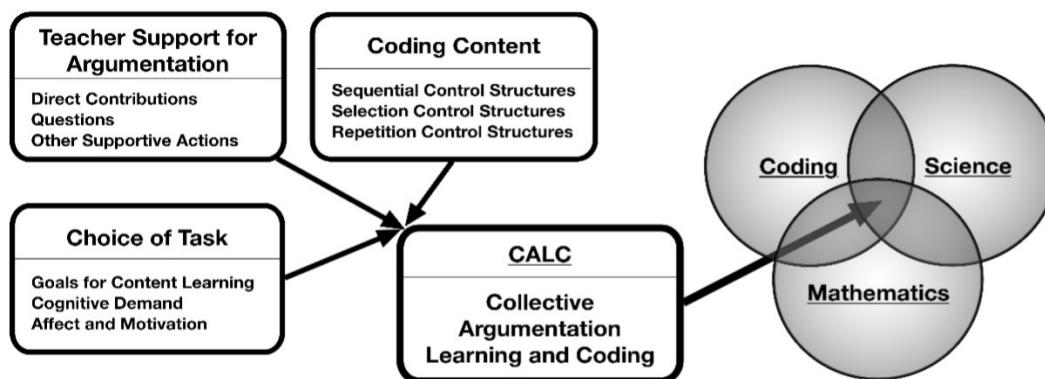 Teacher Support for
Argumentation
Direct Contributions
Questions
Other Supportive Actions
Coding Content
Sequential Control Structures
Selection Control Structures
Repetition Control Structures
Choice of Task
Goals for Content Learning
Cognitive Demand
Affect and Motivation
CALC
Collective
Argumentation
Learning and Coding
Coding
Science
Mathematics